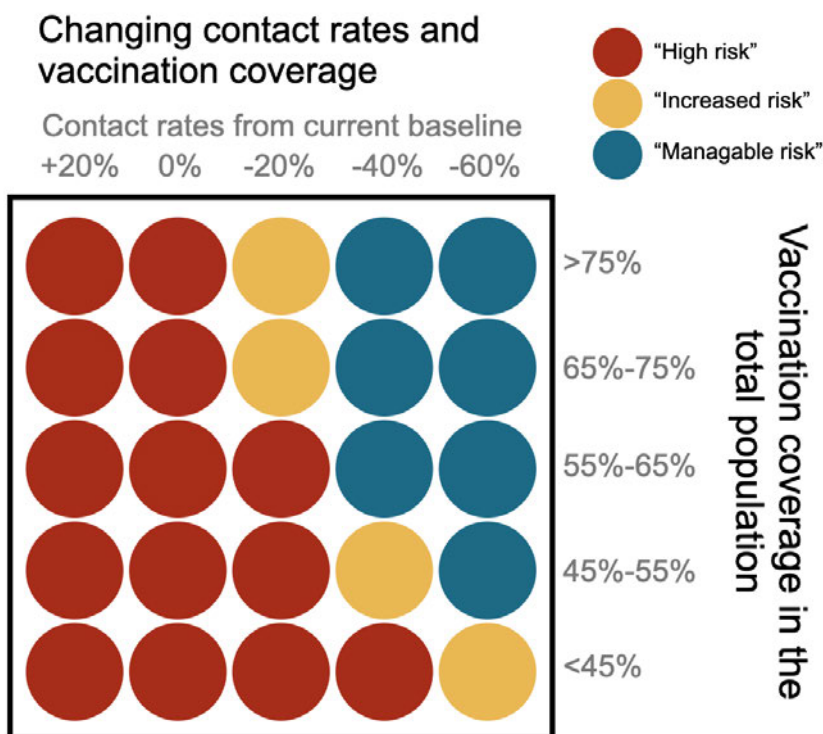 Changing contact rates and
vaccination coverage
Contact rates from current baseline
+20% 0% -20% -40% -60%
“High risk”
“Increased risk”
“Managable risk”
>75%
65%-75%
55%-65%
45%-55%
<45%
Vaccination coverage in the
total population